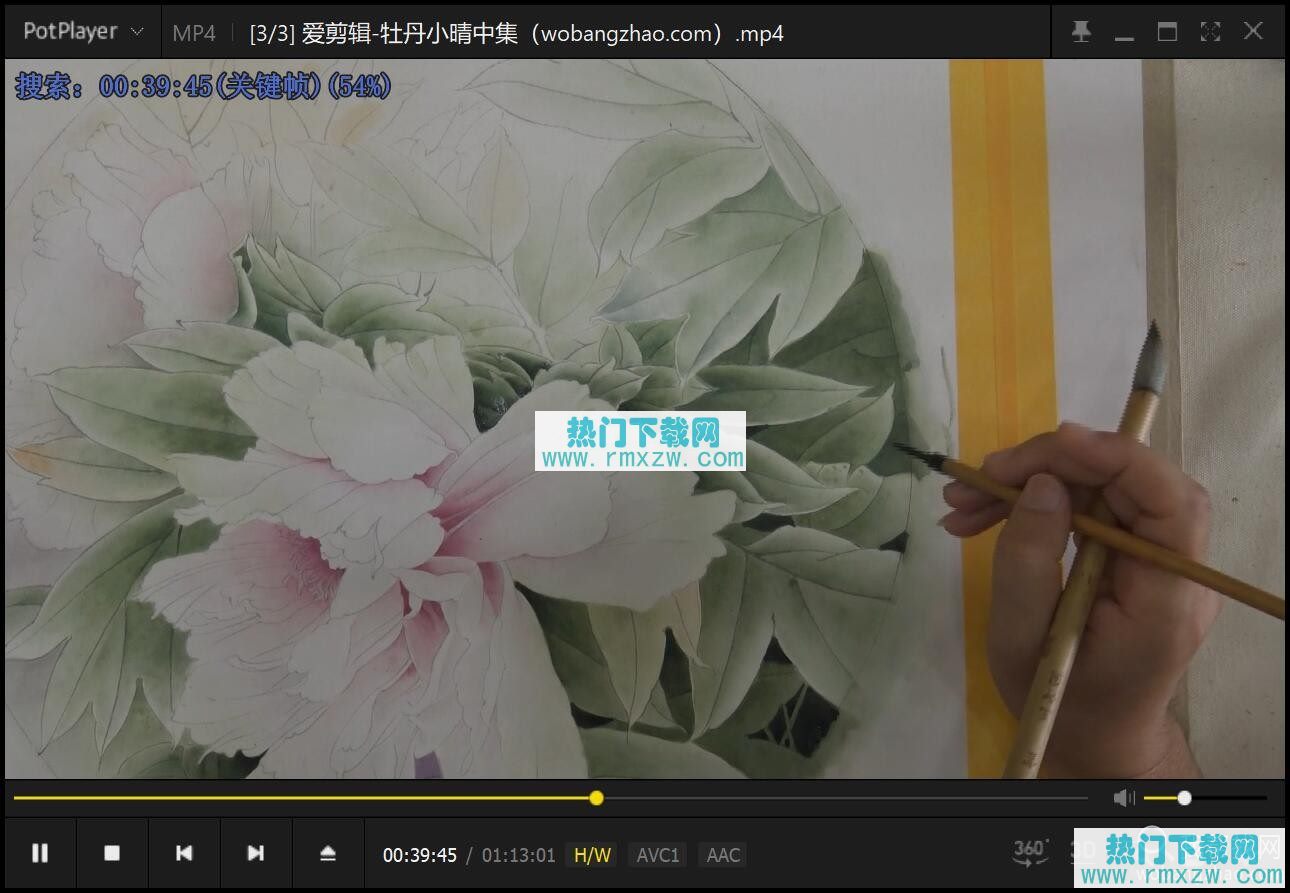 PotPlayer MP4 [3/3] 爱剪辑-牡丹小晴中集（wobangzhao.com）.mp4
搜索: 00:39:45(关键帧)(54%)
热门下载网
www.rmxzw.com
00:39:45 / 01:13:01 H/W AVC1 AAC 360° 3D
热门下载网
www.rmxzw.com